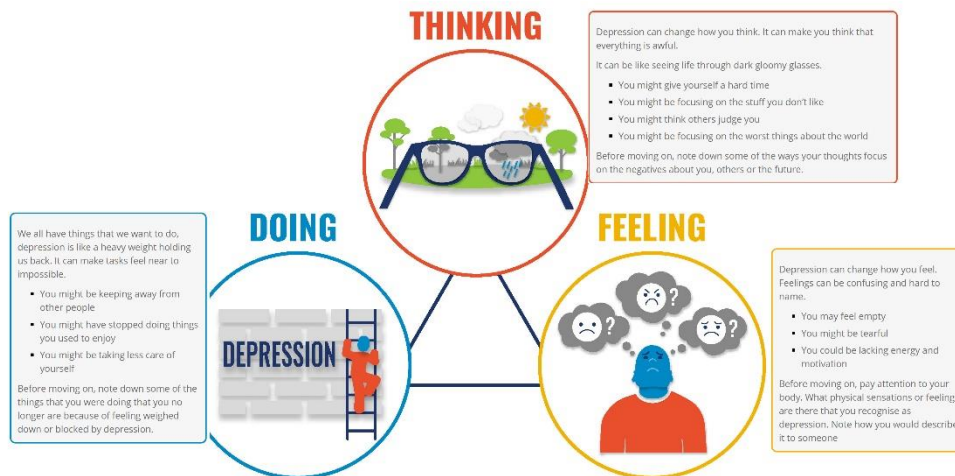 THINKING
Depression can change how you think. It can make you think that
everything is awful.
It can be like seeing life through dark gloomy glasses.
▪ You might give yourself a hard time
▪ You might be focusing on the stuff you don't like
▪ You might think others judge you
▪ You might be focusing on the worst things about the world
Before moving on, note down some of the ways your thoughts focus
on the negatives about you, others or the future.
DOING
We all have things that we want to do,
depression is like a heavy weight holding
us back. It can make tasks feel near to
impossible.
▪ You might be keeping away from
other people
▪ You might have stopped doing things
you used to enjoy
▪ You might be taking less care of
yourself
Before moving on, note down some of the
things that you were doing that you no
longer are because of feeling weighed
down or blocked by depression.
DEPRESSION
FEELING
? ? ?
Depression can change how you feel.
Feelings can be confusing and hard to
name.
▪ You may feel empty
▪ You might be tearful
▪ You could be lacking energy and
motivation
Before moving on, pay attention to your
body. What physical sensations or feeling
are there that you recognise as
depression. Note how you would describe
it to someone